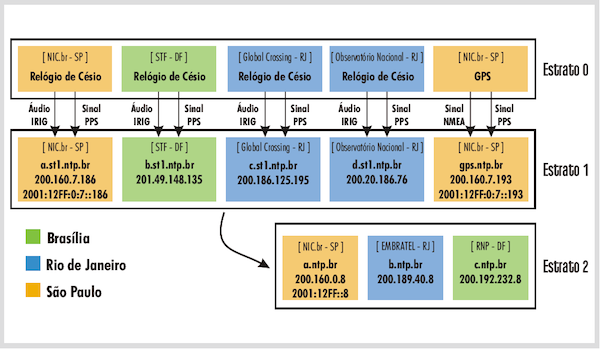 [ NIC.br - SP ]
Relógio de Césio
[ STF - DF ]
Relógio de Césio
[Global Crossing - RJ ]
Relógio de Césio
[Observatório Nacional - RJ ]
Relógio de Césio
[ NIC.br - SP ]
GPS
Estrato 0
Áudio
IRIG
Sinal
PPS
Áudio
IRIG
Sinal
PPS
Áudio
IRIG
Sinal
PPS
Áudio
IRIG
Sinal
PPS
Sinal
NMEA
Sinal
PPS
[ NIC.br - SP ]
a.st1.ntp.br
200.160.7.186
2001:12FF:0:7::186
[ STF - DF ]
b.st1.ntp.br
201.49.148.135
[ Global Crossing - RJ ]
c.st1.ntp.br
200.186.125.195
[Observatório Nacional - RJ ]
d.st1.ntp.br
200.20.186.76
[ NIC.br - SP ]
gps.ntp.br
200.160.7.193
2001:12FF:0:7::193
Estrato 1
Brasília
Rio de Janeiro
São Paulo
[ NIC.br - SP ]
a.ntp.br
200.160.0.8
2001:12FF::8
[ EMBRATEL - RJ ]
b.ntp.br
200.189.40.8
[ RNP - DF ]
c.ntp.br
200.192.232.8
Estrato 2